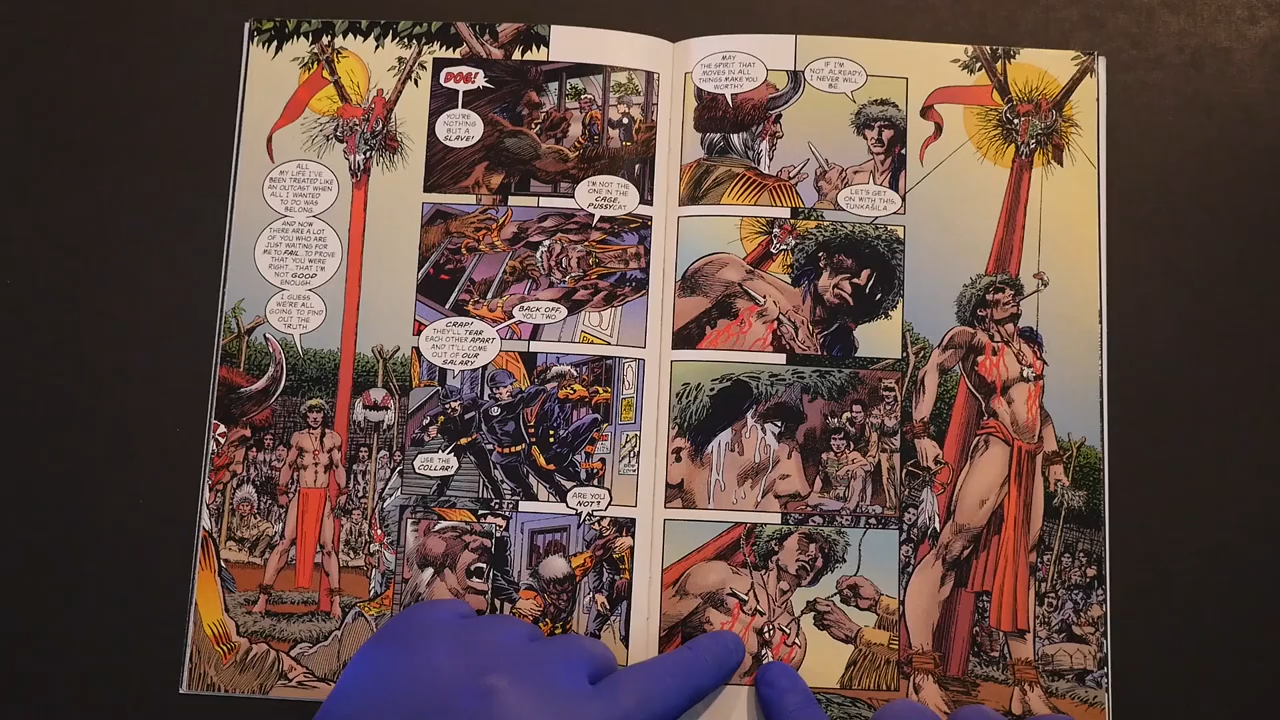 ALL
MY LIFE I'VE
BEEN TREATED LIKE
AN OUTCAST WHEN
ALL I WANTED
TO DO WAS
BELONG.
AND NOW
THERE ARE A LOT
OF YOU WHO ARE
JUST WAITING FOR
ME TO FAIL...TO PROVE
THAT YOU WERE
RIGHT...THAT I'M
NOT GOOD
ENOUGH.
I GUESS
WE'RE ALL
GOING TO FIND
OUT THE
TRUTH
DOG!
YOU'RE
NOTHING
BUT A
SLAVE!
I'M NOT THE
ONE IN THE
CAGE,
PUSSYCAT.
BACK OFF,
YOU TWO.
CRAP!
THEY'LL TEAR
EACH OTHER APART
AND IT'LL COME
OUT OF OUR
SALARY
USE THE
COLLAR!
ARE YOU
NOT?
MAY
THE SPIRIT THAT
MOVES IN ALL
THINGS MAKE YOU
WORTHY.
IF I'M
NOT ALREADY,
I NEVER WILL
BE.
LET'S GET
ON WITH THIS,
TUNKAŠILA.